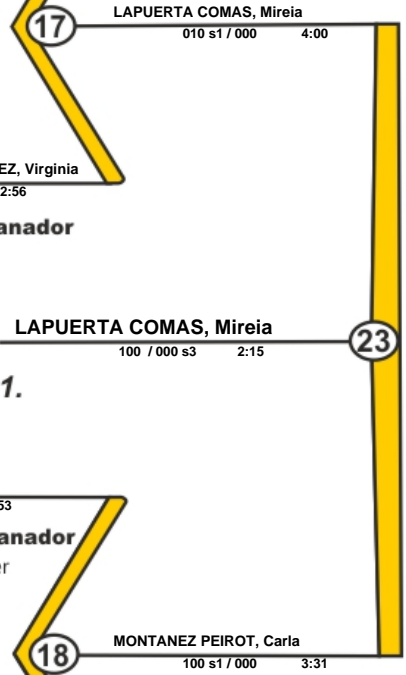 LAPUERTA COMAS, Mireia
17
010 s1 / 000 4:00
EZ, Virginia
2:56
anador
LAPUERTA COMAS, Mireia
23
100 / 000 s3 2:15
1.
53
anador
er
MONTANEZ PEIROT, Carla
18
100 s1 / 000 3:31